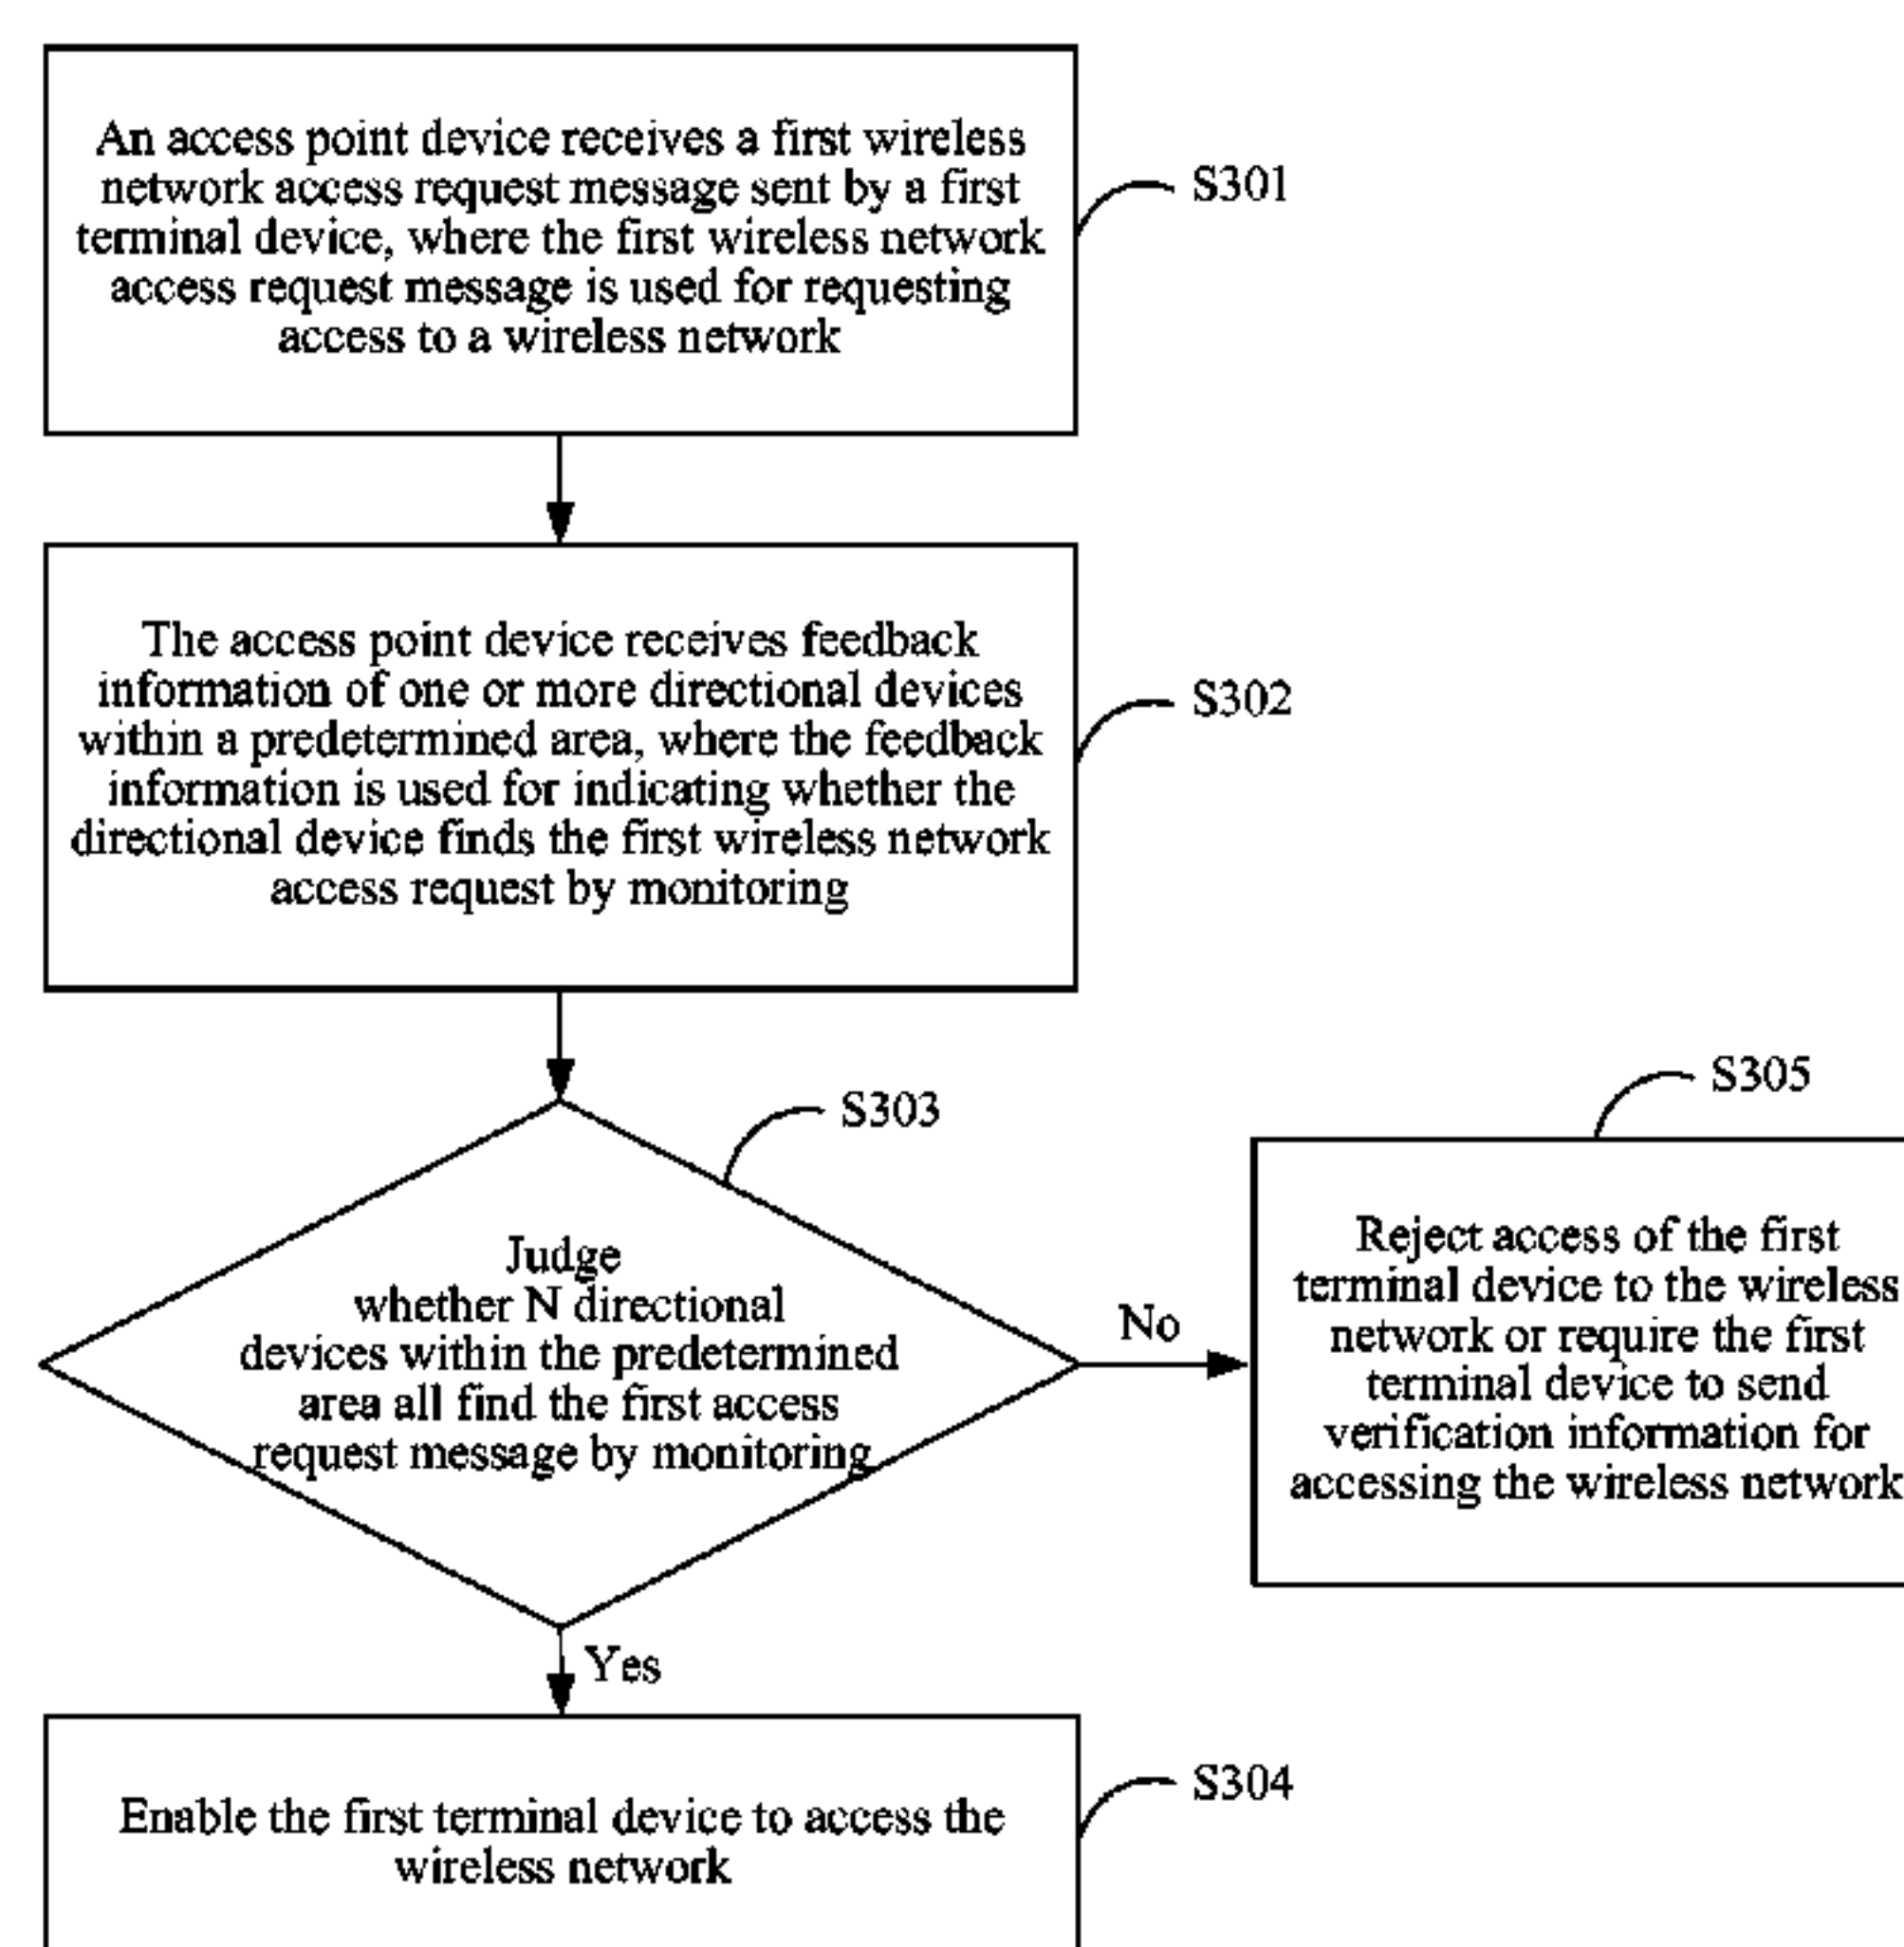 An access point device receives a first wireless
network access request message sent by a first
terminal device, where the first wireless network
access request message is used for requesting
access to a wireless network
S301
The access point device receives feedback
information of one or more directional devices
within a predetermined area, where the feedback
information is used for indicating whether the
directional device finds the first wireless network
access request by monitoring
S302
Judge
whether N directional
devices within the predetermined
area all find the first access
request message by monitoring
S303
No
S305
Reject access of the first
terminal device to the wireless
network or require the first
terminal device to send
verification information for
accessing the wireless network
Yes
Enable the first terminal device to access the
wireless network
S304